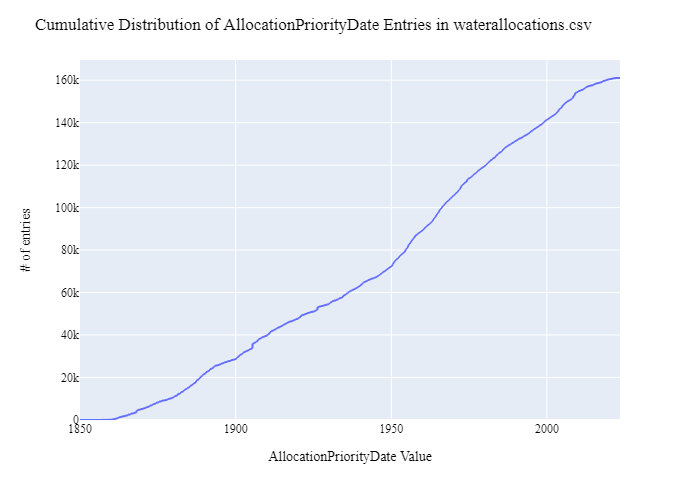 Cumulative Distribution of AllocationPriorityDate Entries in waterallocations.csv
160k
140k
120k
100k
80k
60k
40k
20k
0
# of entries
1850
1900
1950
2000
AllocationPriorityDate Value